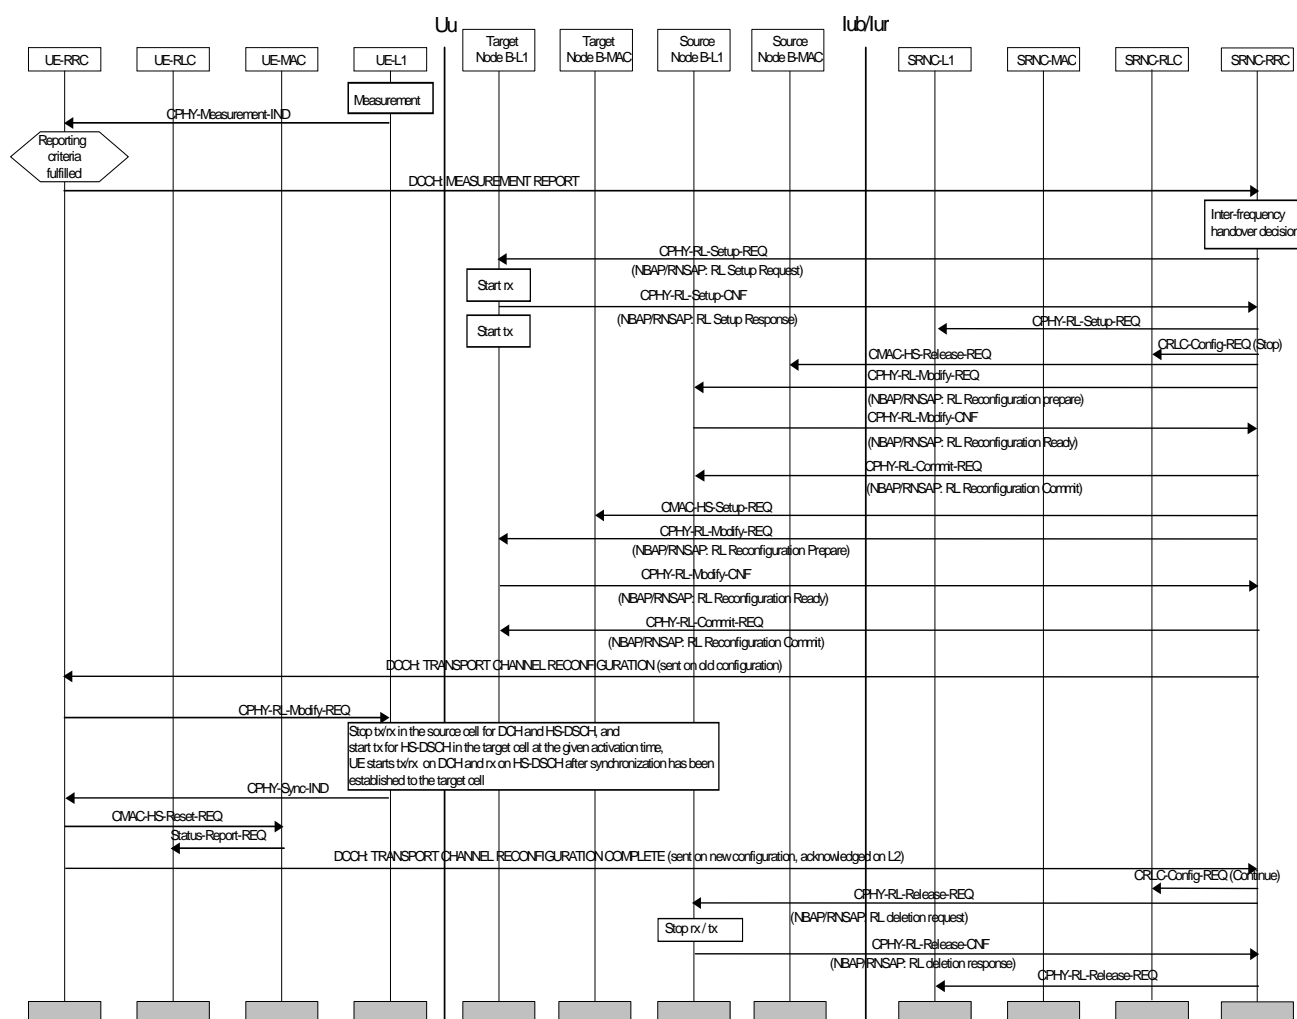 Uu
Iub/Iur
UE-RRC
UE-RLC
UE-MAC
UE-L1
Target
Node B-L1
Target
Node B-MAC
Source
Node B-L1
Source
Node B-MAC
SRNC-L1
SRNC-MAC
SRNC-RLC
SRNC-RRC
Measurement
CPHY-Measurement-IND
Reporting
criteria
fulfilled
DCCH: MEASUREMENT REPORT
Inter-frequency
handover decision
CPHY-RL-Setup-REQ
(NBAP/RNSAP: RL Setup Request)
Start rx
CPHY-RL-Setup-CNF
(NBAP/RNSAP: RL Setup Response)
Start tx
CPHY-RL-Setup-REQ
CRLC-Config-REQ (Stop)
CMAC-HS-Release-REQ
CPHY-RL-Modify-REQ
(NBAP/RNSAP: RL Reconfiguration prepare)
CPHY-RL-Modify-CNF
(NBAP/RNSAP: RL Reconfiguration Ready)
CPHY-RL-Commit-REQ
(NBAP/RNSAP: RL Reconfiguration Commit)
CMAC-HS-Setup-REQ
CPHY-RL-Modify-REQ
(NBAP/RNSAP: RL Reconfiguration Prepare)
CPHY-RL-Modify-CNF
(NBAP/RNSAP: RL Reconfiguration Ready)
CPHY-RL-Commit-REQ
(NBAP/RNSAP: RL Reconfiguration Commit)
DCCH: TRANSPORT CHANNEL RECONFIGURATION (sent on old configuration)
CPHY-RL-Modify-REQ
Stop tx/rx in the source cell for DCH and HS-DSCH, and
start tx for HS-DSCH in the target cell at the given activation time,
UE starts tx/rx on DCH and rx on HS-DSCH after synchronization has been
established to the target cell
CPHY-Sync-IND
CMAC-HS-Reset-REQ
Status-Report-REQ
DCCH: TRANSPORT CHANNEL RECONFIGURATION COMPLETE (sent on new configuration, acknowledged on L2)
CRLC-Config-REQ (Continue)
CPHY-RL-Release-REQ
(NBAP/RNSAP: RL deletion request)
Stop rx / tx
CPHY-RL-Release-CNF
(NBAP/RNSAP: RL deletion response)
CPHY-RL-Release-REQ